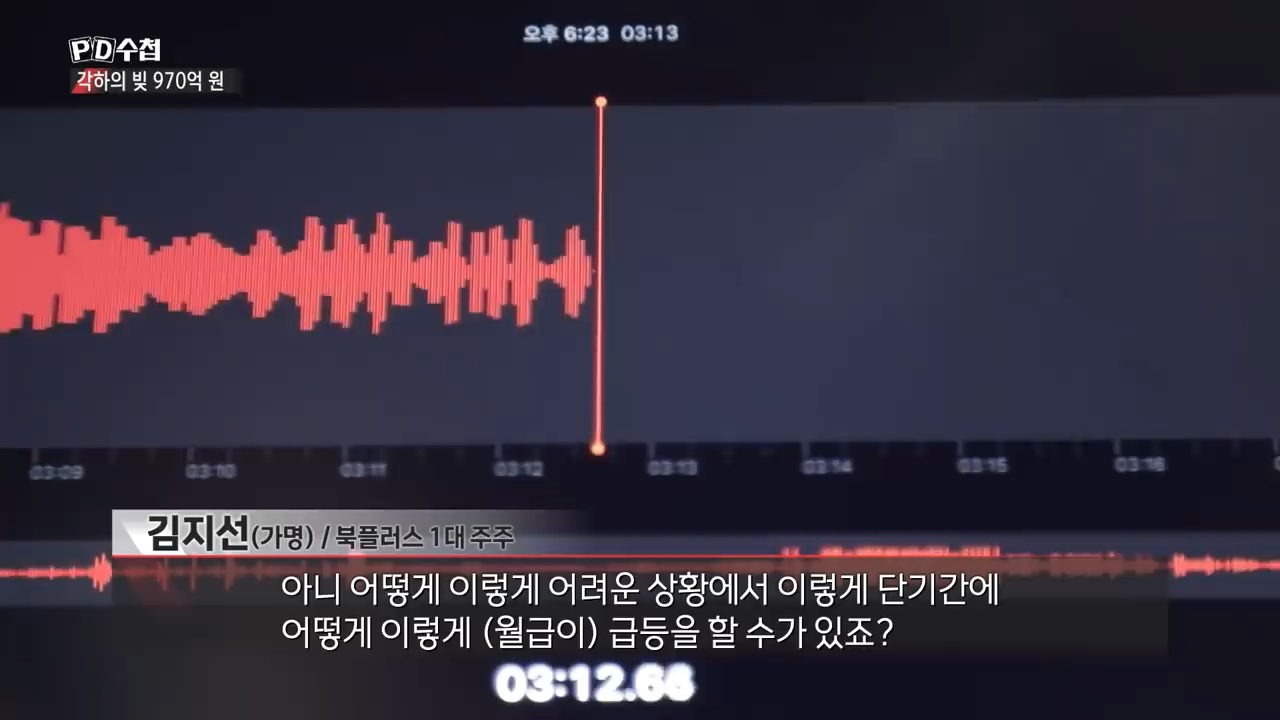 오후 6:23 03:13
PD수첩
각하의 빚 970억 원
03:09 03:10 03:11 03:12 03:13 03:14 03:15 03:16
김지선(가명) / 북플러스 1대 주주
아니 어떻게 이렇게 어려운 상황에서 이렇게 단기간에
어떻게 이렇게 (월급이) 급등을 할 수가 있죠?
03:12.66